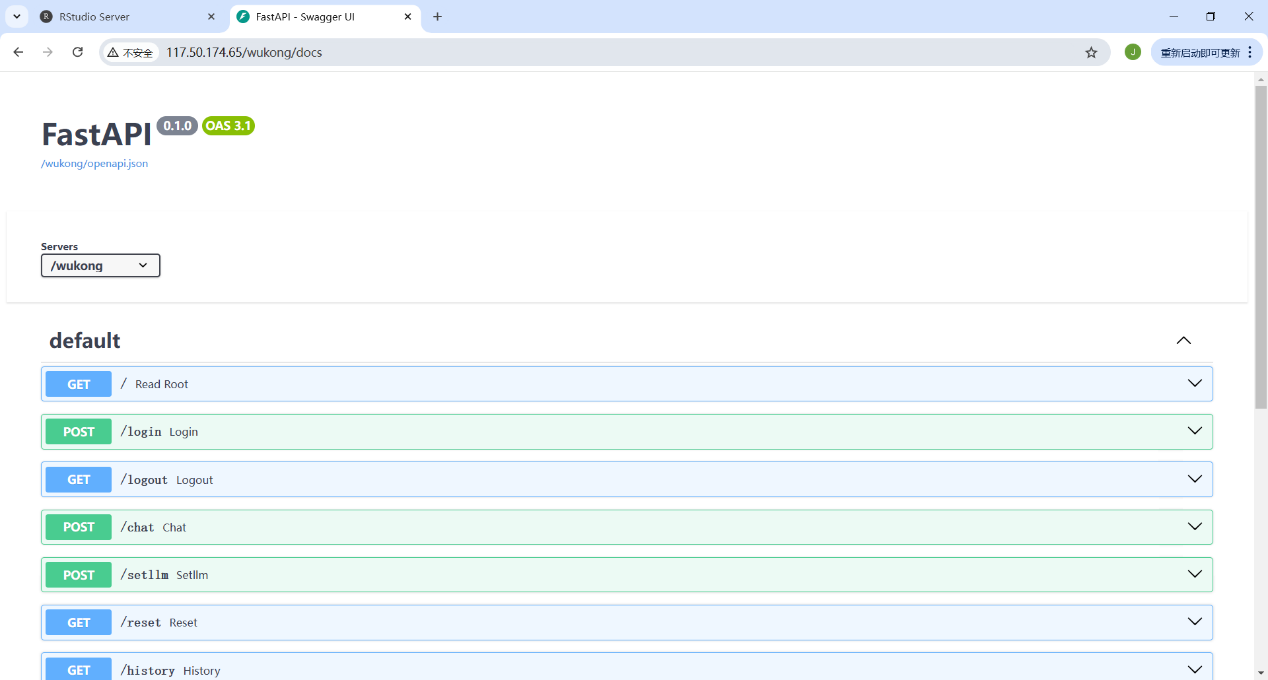 RStudio Server
FastAPI - Swagger UI
不安全
117.50.174.65/wukong/docs
J
重新启动即可更新
FastAPI 0.1.0 OAS 3.1
/wukong/openapi.json
Servers
/wukong
default
GET / Read Root
POST /login Login
GET /logout Logout
POST /chat Chat
POST /setllm Setllm
GET /reset Reset
GET /history History